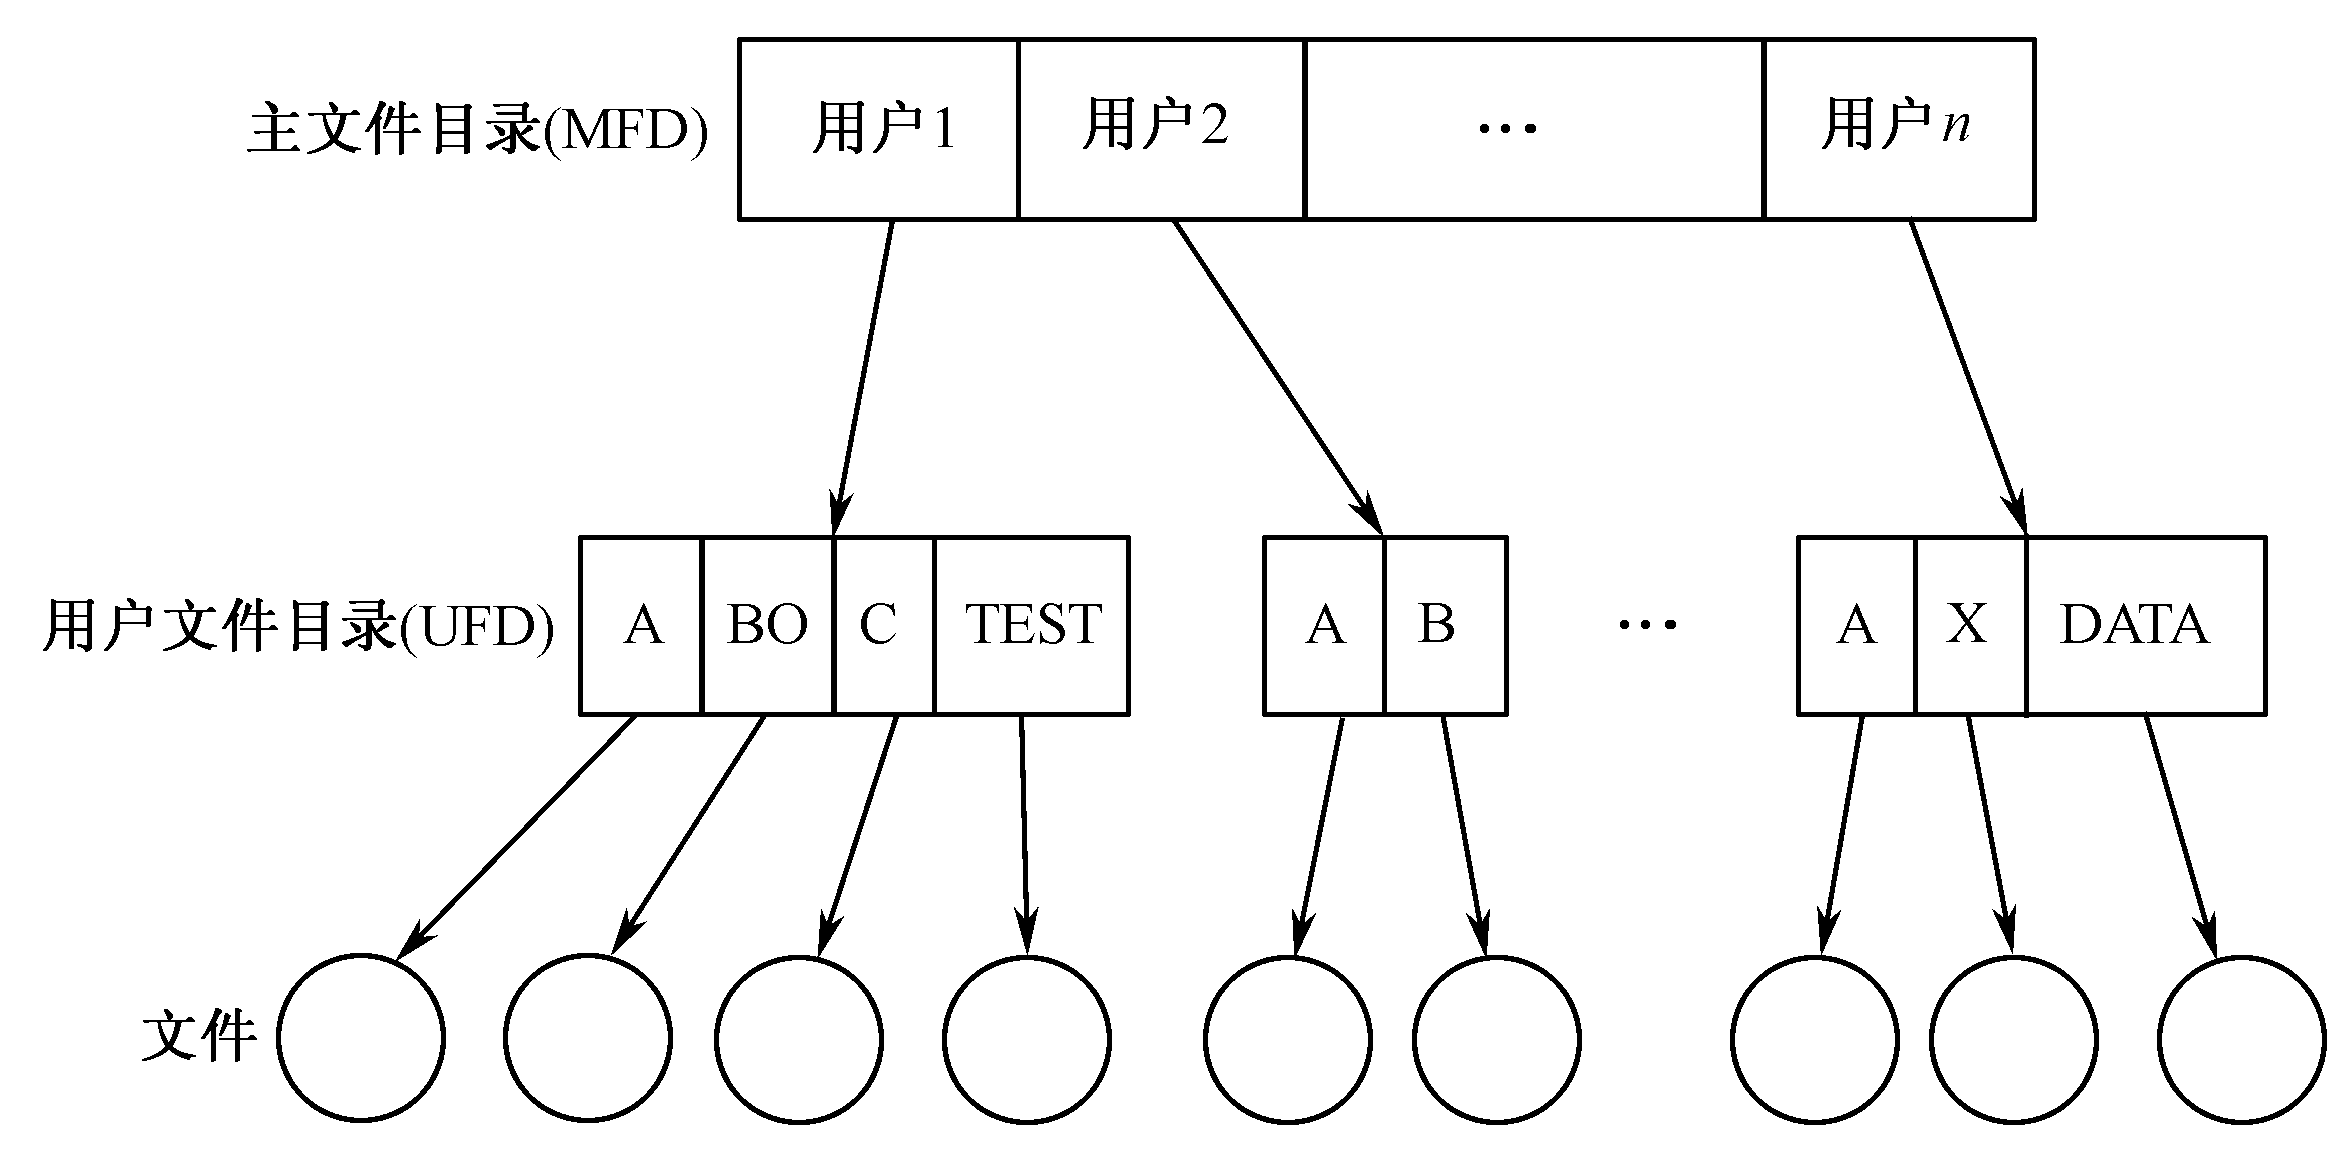 主文件目录(MFD) 用户1 用户2 … 用户n
用户文件目录(UFD) A BO C TEST A B … A X DATA
文件